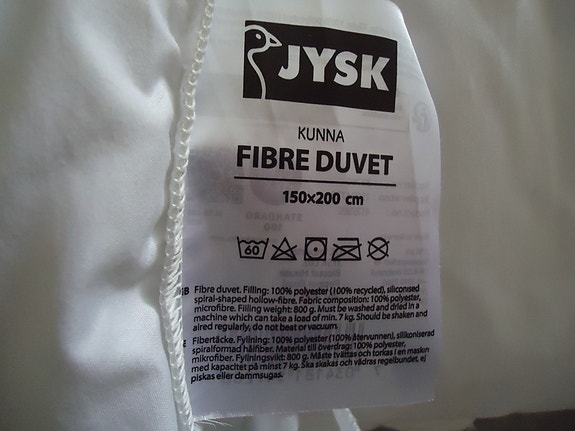 JYSK
KUNNA
FIBRE DUVET
150x200 cm
60
GB Fibre duvet. Filling: 100% polyester (100% recycled), siliconised
spiral-shaped hollow-fibre. Fabric composition: 100% polyester,
microfibre. Filling weight: 800 g. Must be washed and dried in a
machine which can take a load of min. 7 kg. Should be shaken and
aired regularly, do not beat or vacuum.
Fibertäcke. Fyllning: 100% polyester (100% återvunnen), silikoniserad
spiralformad hålfiber. Material till överdrag: 100% polyester,
mikrofiber. Fyllningsvikt: 800 g. Måste tvättas och torkas i en maskin
med kapacitet på minst 7 kg. Ska skakas och vädras regelbundet, ej
piskas eller dammsugas.